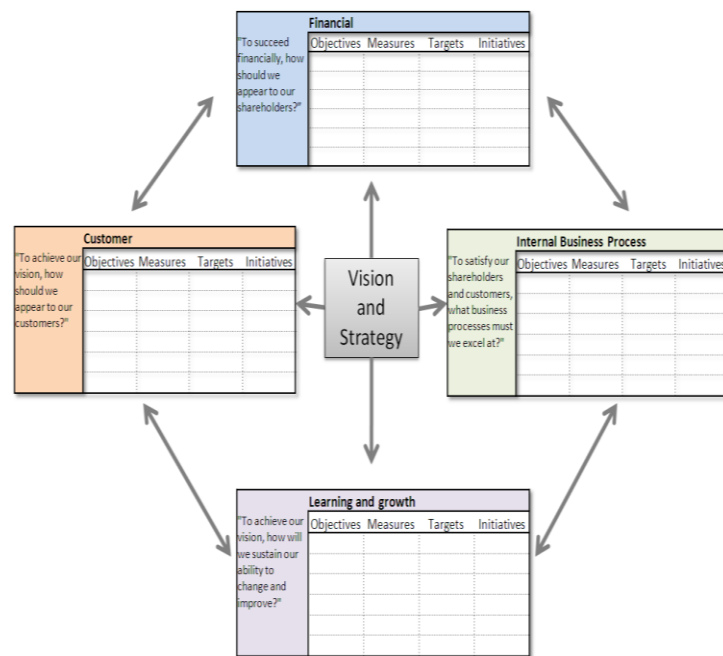 Financial
"To succeed
financially, how
should we
appear to our
shareholders?"
Objectives Measures Targets Initiatives
Customer
"To achieve our
vision, how
should we
appear to our
customers?"
Objectives Measures Targets Initiatives
Vision
and
Strategy
Internal Business Process
"To satisfy our
shareholders
and customers,
what business
processes must
we excel at?"
Objectives Measures Targets Initiatives
Learning and growth
"To achieve our
vision, how will
we sustain our
ability to
change and
improve?"
Objectives Measures Targets Initiatives